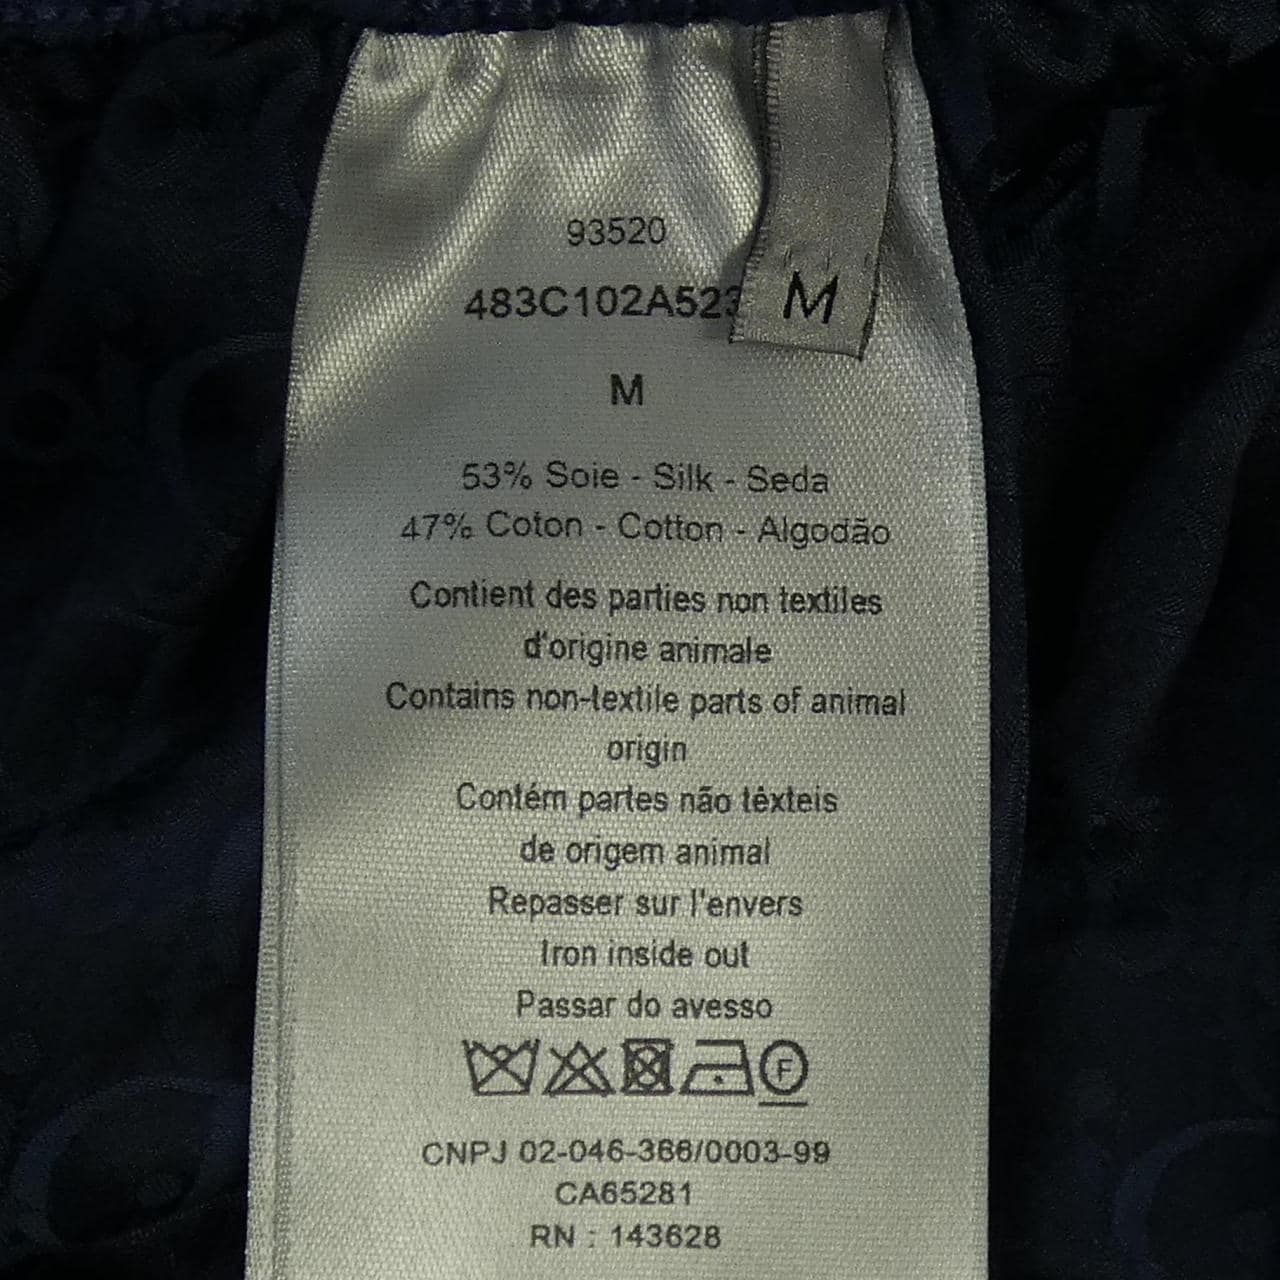 93520
483C102A523
M
M
53% Soie - Silk - Seda
47% Coton - Cotton - Algodão
Contient des parties non textiles
d'origine animale
Contains non-textile parts of animal
origin
Contém partes não têxteis
de origem animal
Repasser sur l'envers
Iron inside out
Passar do avesso
F
CNPJ 02-046-366/0003-99
CA65281
RN : 143628